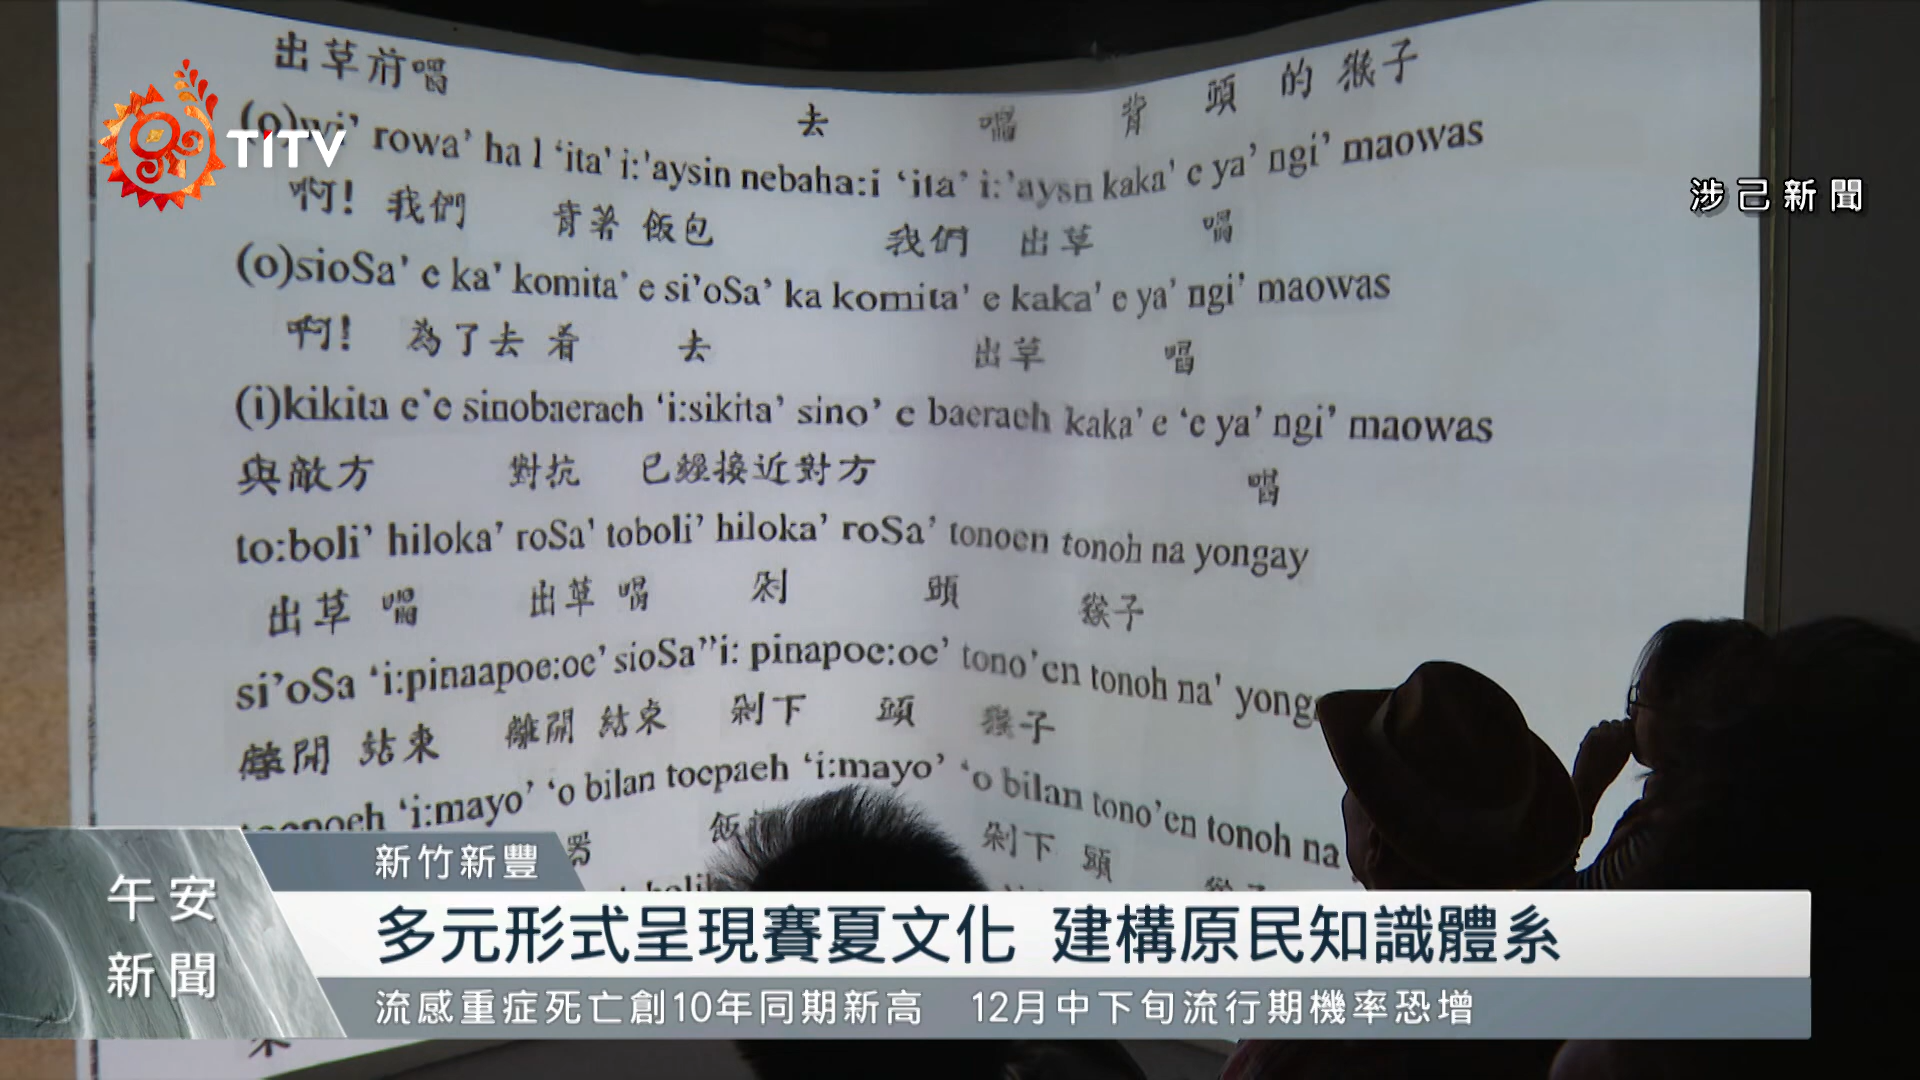 出草前唱
去 唱 背 頭 的 猴子
(o)wi’ rowa’ ha l ‘ita’ i:’aysin nebaha:i ‘ita’ i:’aysn kaka’ e ya’ ngi’ maowas
TiTV
涉己新聞
啊! 我們 背著 飯包 我們 出草 唱
(o)sioSa’ e ka’ komita’ e si’oSa’ ka komita’ e kaka’ e ya’ ngi’ maowas
啊! 為了去 看 去 出草 唱
(i)kikita e’e sinobaerach ‘i:sikita’ sino’ e baeraeh kaka’ e ‘e ya’ ngi’ maowas
與敵方 對抗 已經接近對方 唱
to:boli’ hiloka’ roSa’ toboli’ hiloka’ roSa’ tonoen tonoh na yongay
出草 唱 出草 唱 剁 頭 猴子
si’oSa ‘i:pinaapoe:oe’ sioSa’’i: pinapoe:oe’ tono’en tonoh na’
離開 結束 離開 結束 剁下 頭 猴子
‘i:mayo’ ‘o bilan toepaeh ‘i:mayo’ ‘o bilan tono’en tonoh na
飯 剁下 頭
新竹新豐
午安新聞
多元形式呈現賽夏文化 建構原民知識體系
流感重症死亡創10年同期新高 12月中下旬流行期機率恐增